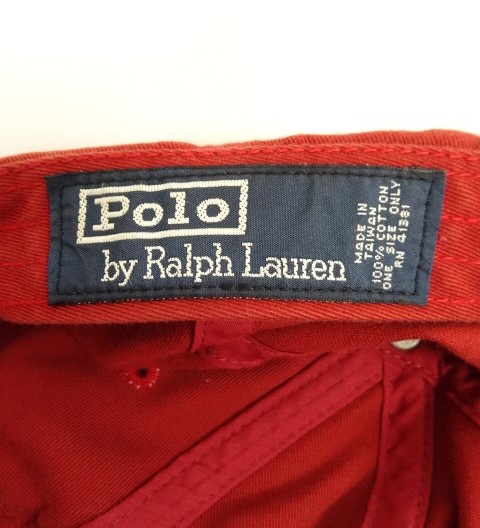 Polo
by Ralph Lauren
MADE IN
TAIWAN
100% COTTON
ONE SIZE ONLY
RN 41381